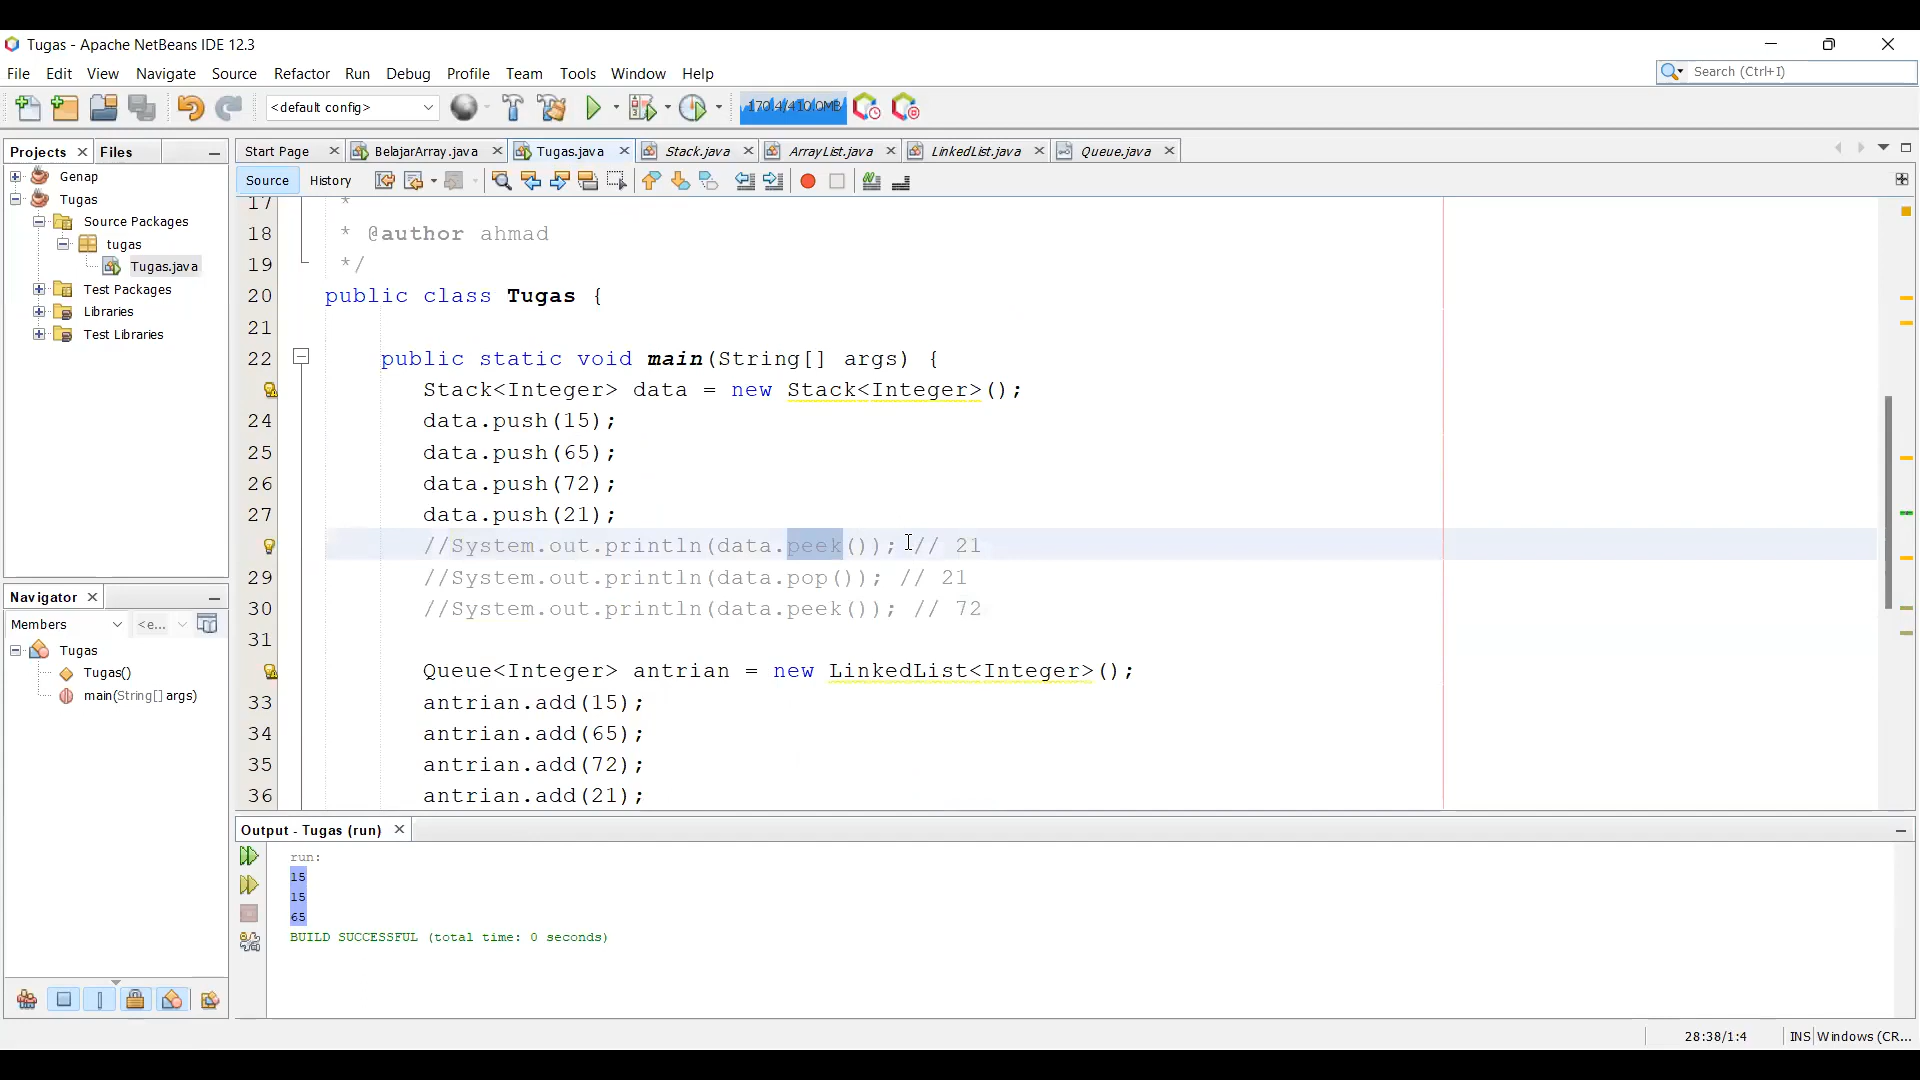 Tugas - Apache NetBeans IDE 12.3
File Edit View Navigate Source Refactor Run Debug Profile Team Tools Window Help
Search (Ctrl+I)
<default config>
170.4/410.0MB
Projects Files
Start Page BelajarArray.java Tugas.java Stack.java ArrayList.java LinkedList.java Queue.java
Source History
Genap
Tugas
Source Packages
tugas
Tugas.java
Test Packages
Libraries
Test Libraries
17 *
18 * @author ahmad
19 */
20 public class Tugas {
21
22 public static void main(String[] args) {
Stack<Integer> data = new Stack<Integer>();
24 data.push(15);
25 data.push(65);
26 data.push(72);
27 data.push(21);
//System.out.println(data.peek()); // 21
29 //System.out.println(data.pop()); // 21
30 //System.out.println(data.peek()); // 72
31
Queue<Integer> antrian = new LinkedList<Integer>();
33 antrian.add(15);
34 antrian.add(65);
35 antrian.add(72);
36 antrian.add(21);
Navigator
Members <e...
Tugas
Tugas()
main(String[] args)
Output - Tugas (run)
run:
15
15
65
BUILD SUCCESSFUL (total time: 0 seconds)
28:38/1:4 INS Windows (CR...